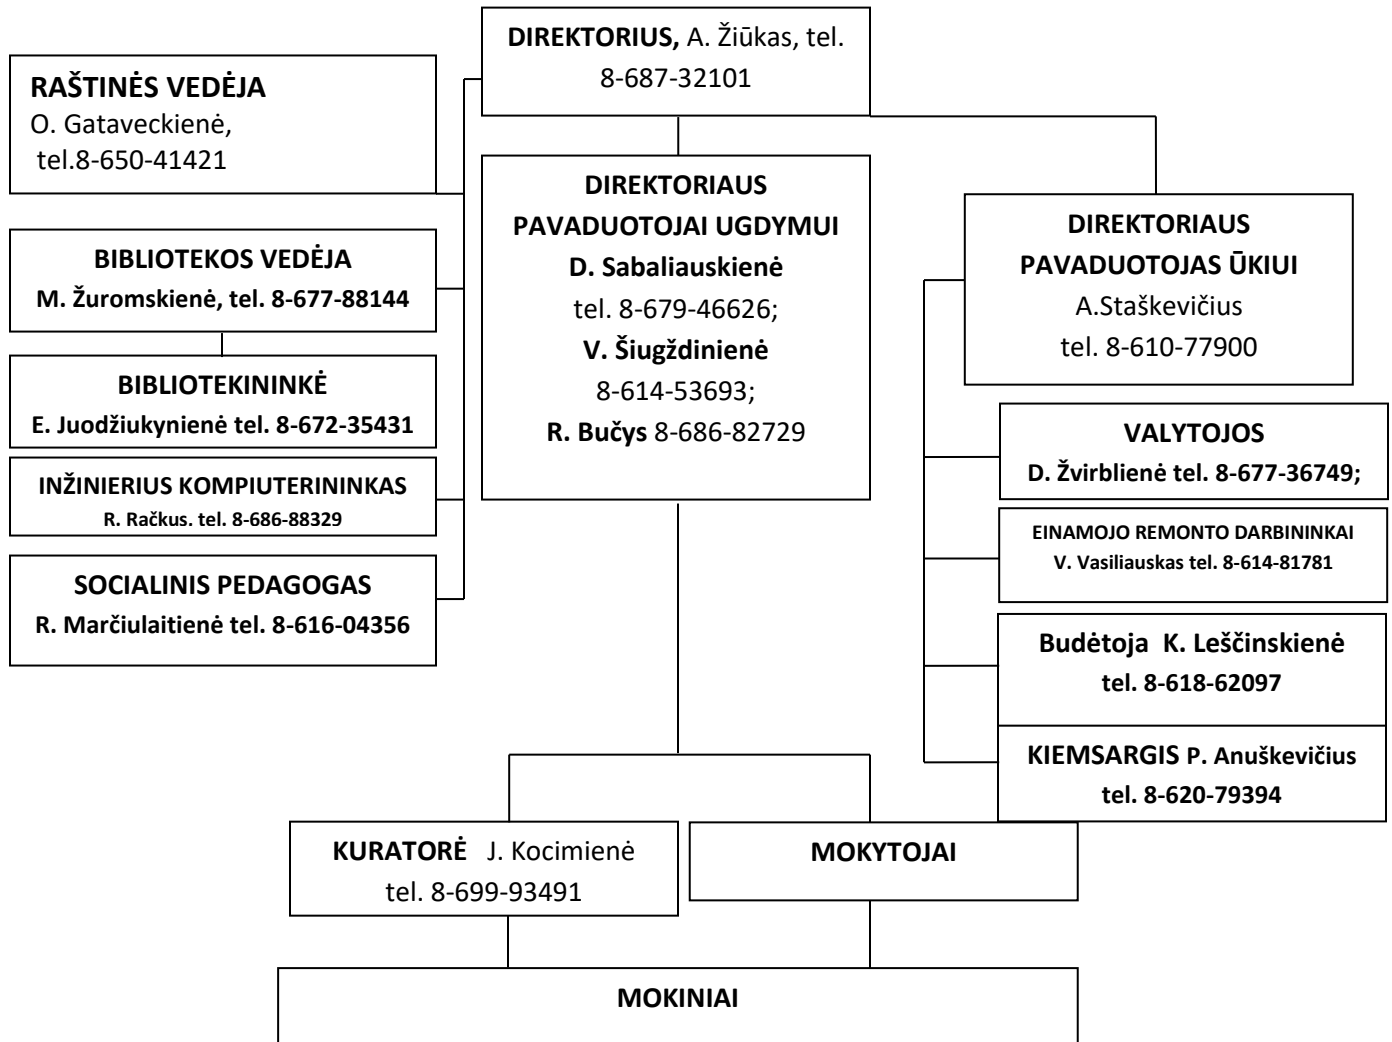 DIREKTORIUS, A. Žiūkas, tel.
8-687-32101
RAŠTINĖS VEDĖJA
O. Gataveckienė,
tel.8-650-41421
BIBLIOTEKOS VEDĖJA
M. Žuromskienė, tel. 8-677-88144
BIBLIOTEKININKĖ
E. Juodžiukynienė tel. 8-672-35431
INŽINIERIUS KOMPIUTERININKAS
R. Račkus. tel. 8-686-88329
SOCIALINIS PEDAGOGAS
R. Marčiulaitienė tel. 8-616-04356
DIREKTORIAUS
PAVADUOTOJAI UGDYMUI
D. Sabaliauskienė
tel. 8-679-46626;
V. Šiugždinienė
8-614-53693;
R. Bučys 8-686-82729
DIREKTORIAUS
PAVADUOTOJAS ŪKIUI
A.Staškevičius
tel. 8-610-77900
VALYTOJOS
D. Žvirblienė tel. 8-677-36749;
EINAMOJO REMONTO DARBININKAI
V. Vasiliauskas tel. 8-614-81781
Budėtoja K. Leščinskienė
tel. 8-618-62097
KIEMSARGIS P. Anuškevičius
tel. 8-620-79394
KURATORĖ J. Kocimienė
tel. 8-699-93491
MOKYTOJAI
MOKINIAI